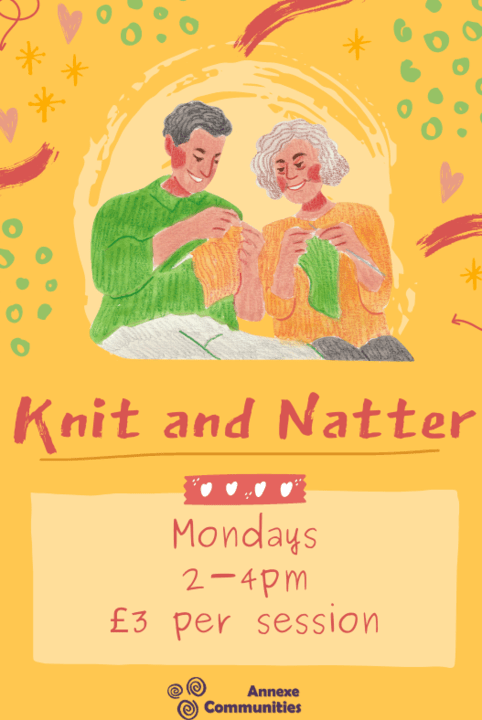 Knit and Natter
Mondays
2-4pm
£3 per session
Annexe
Communities